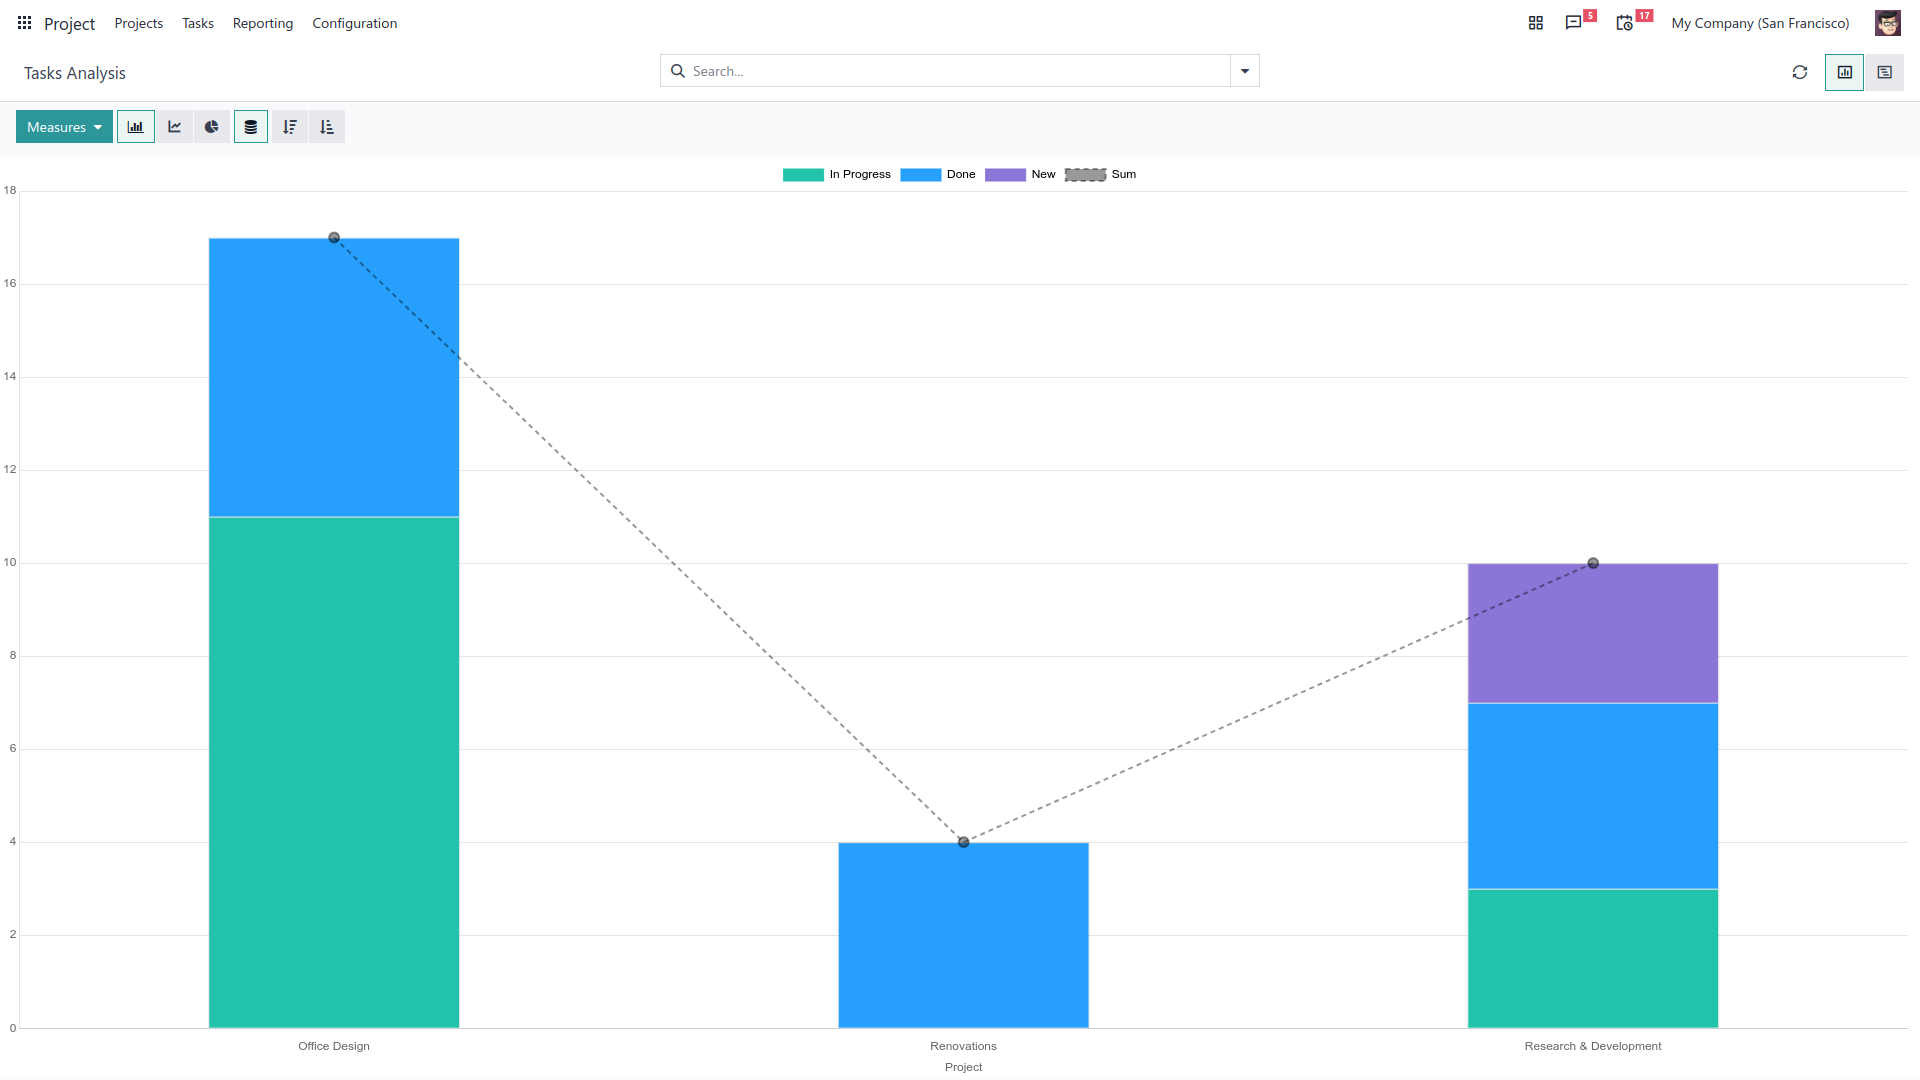 Project Projects Tasks Reporting Configuration 5 17 My Company (San Francisco)
Tasks Analysis Search...
Measures
In Progress Done New Sum
18
16
14
12
10
8
6
4
2
0
Office Design Renovations Research & Development
Project